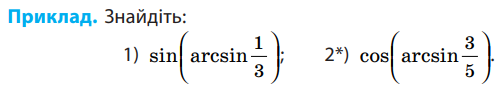 Приклад. Знайдіть:
1) sin(arcsin 1/3); 2*) cos(arcsin 3/5).